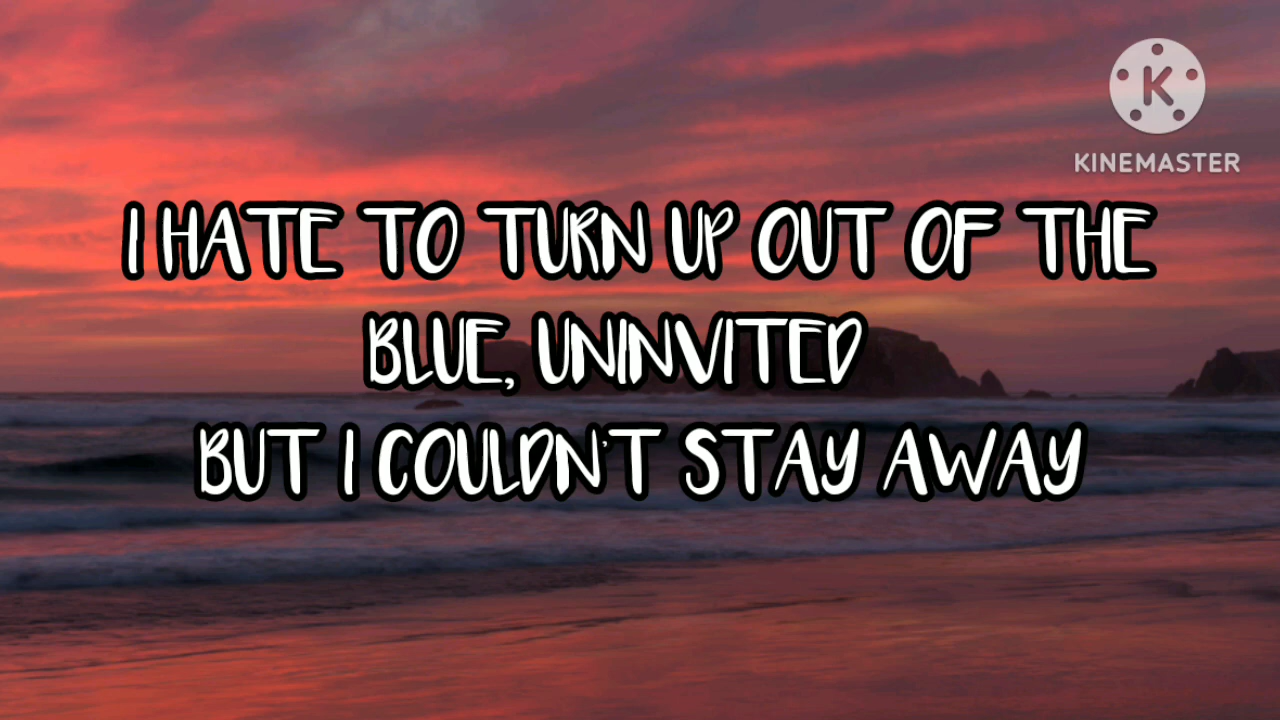 K
KINEMASTER
I HATE TO TURN UP OUT OF THE
BLUE, UNINVITED
BUT I COULDN'T STAY AWAY